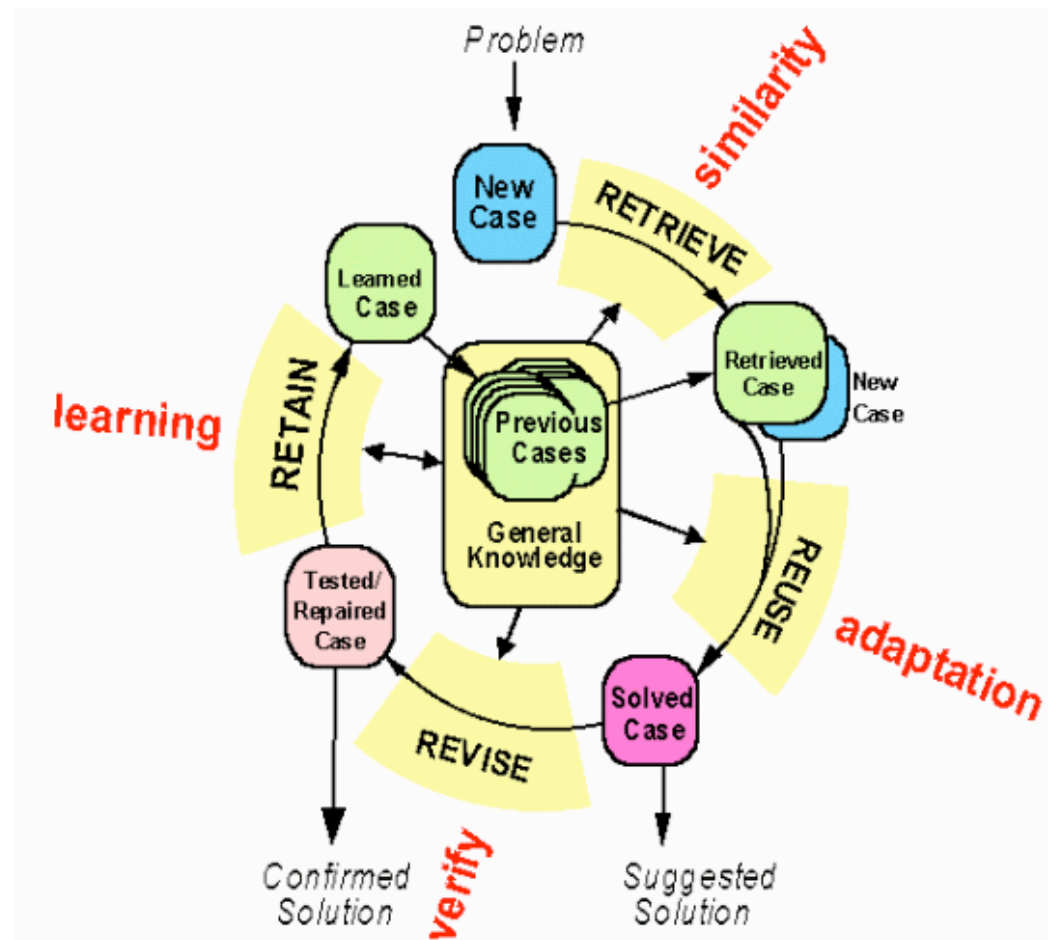 Problem
similarity
New
Case
RETRIEVE
Learned
Case
Retrieved
Case
New
Case
Previous
Cases
learning
RETAIN
General
Knowledge
REUSE
adaptation
Tested/
Repaired
Case
Solved
Case
REVISE
verify
Confirmed
Solution
Suggested
Solution